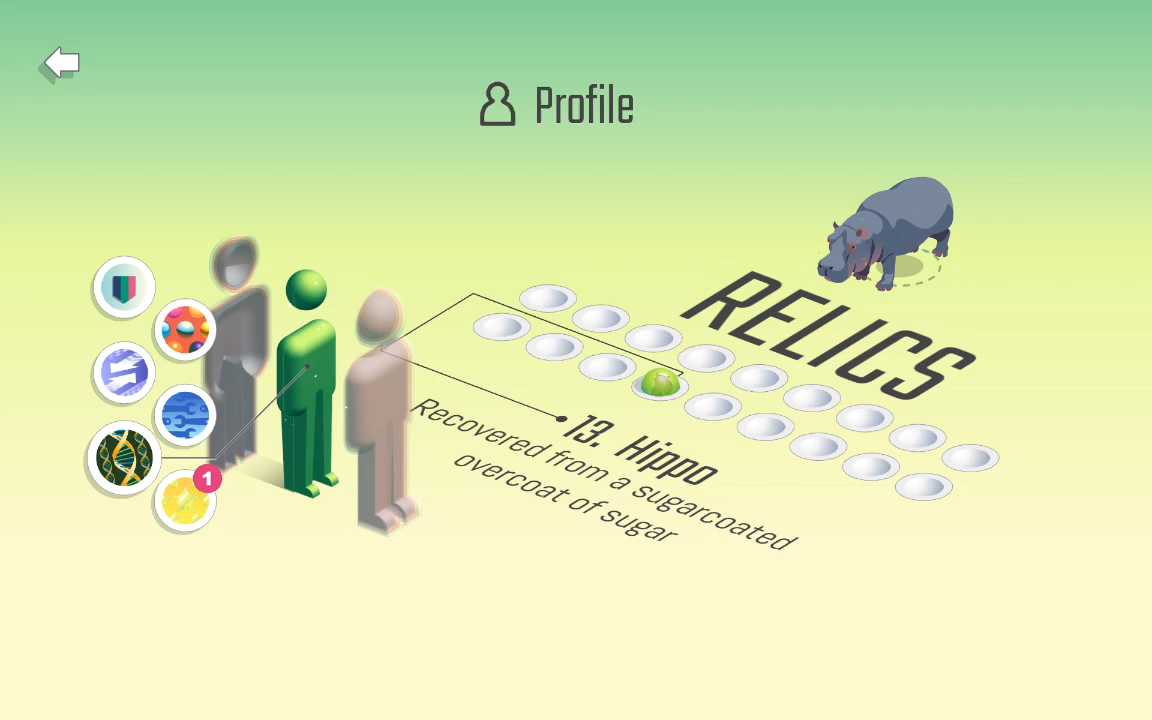 Profile
RELICS
13. Hippo
Recovered from a sugarcoated
overcoat of sugar
1